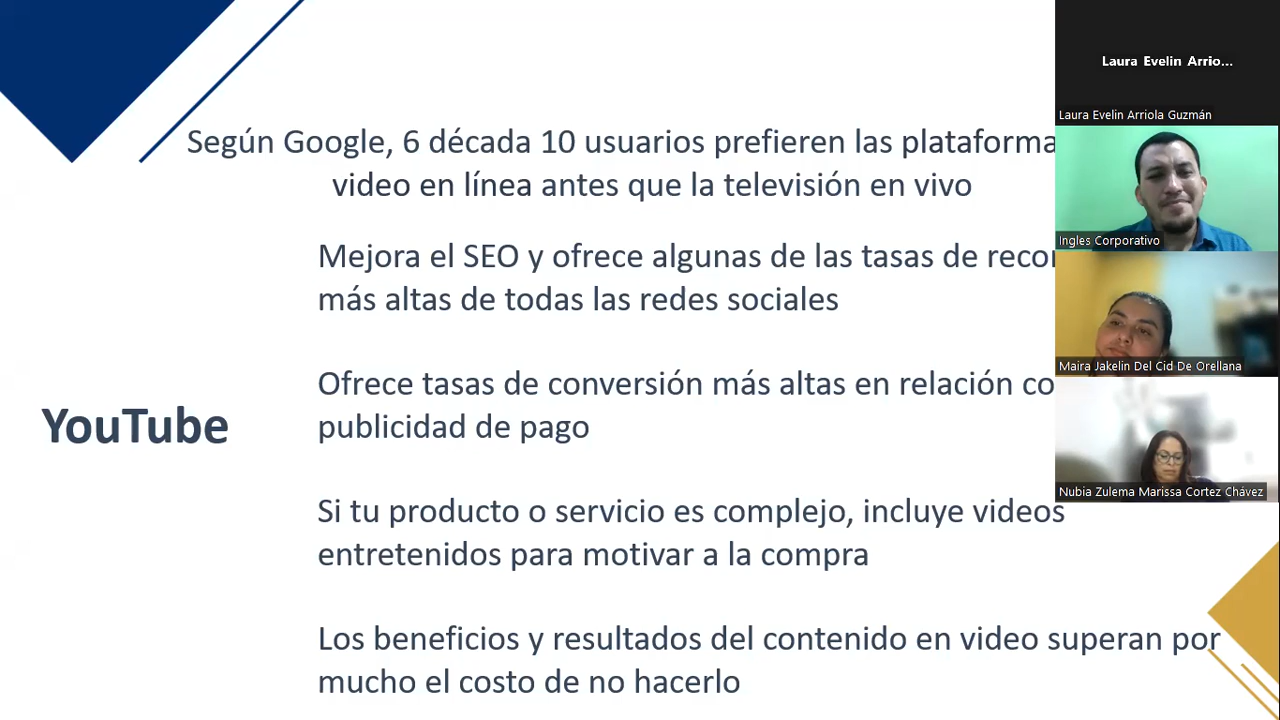 Según Google, 6 década 10 usuarios prefieren las plataforma
video en línea antes que la televisión en vivo
Mejora el SEO y ofrece algunas de las tasas de
más altas de todas las redes sociales
Ofrece tasas de conversión más altas en relación
publicidad de pago
YouTube
Si tu producto o servicio es complejo, incluye videos
entretenidos para motivar a la compra
Los beneficios y resultados del contenido en video superan por
mucho el costo de no hacerlo
Laura Evelin Arrio...
Laura Evelin Arriola Guzmán
Ingles Corporativo
Maira Jakelin Del Cid De Orellana
Nubia Zulema Marissa Cortez Chávez